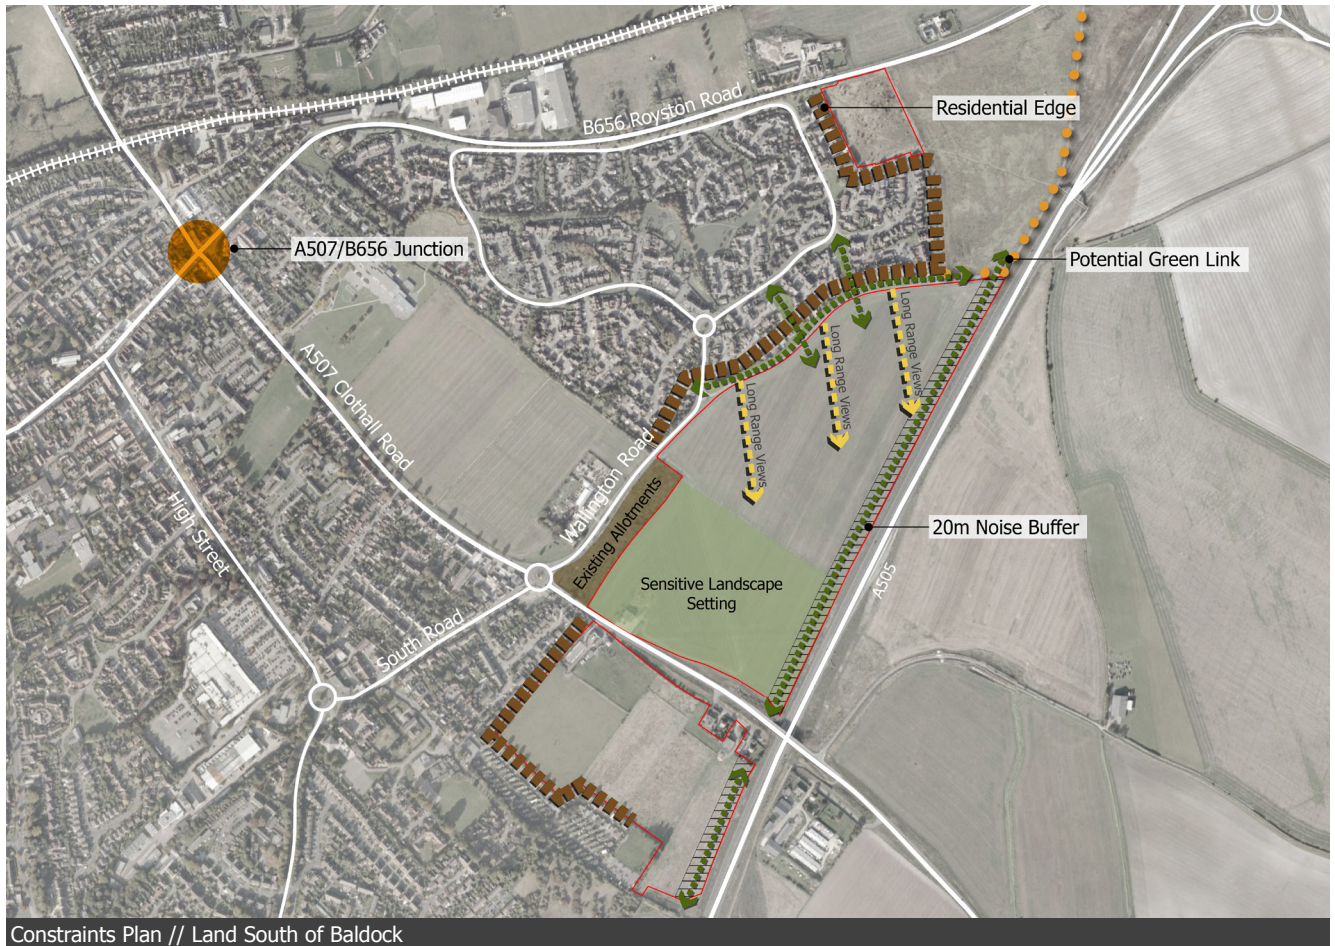 B656 Royston Road
Residential Edge
A507/B656 Junction
Potential Green Link
Long Range Views
Long Range Views
Long Range Views
A507 Clothall Road
Wallington Road
High Street
Existing Allotments
20m Noise Buffer
A505
Sensitive Landscape
Setting
South Road
Constraints Plan // Land South of Baldock